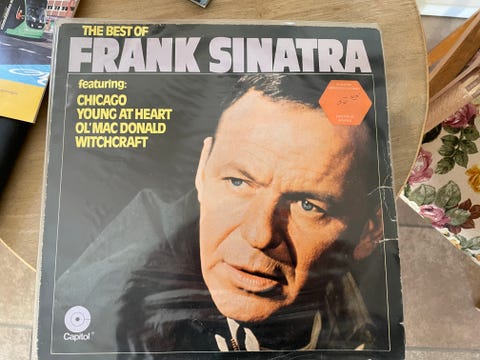 THE BEST OF
FRANK SINATRA
featuring:
CHICAGO
YOUNG AT HEART
OL' MAC DONALD
WITCHCRAFT
Capitol